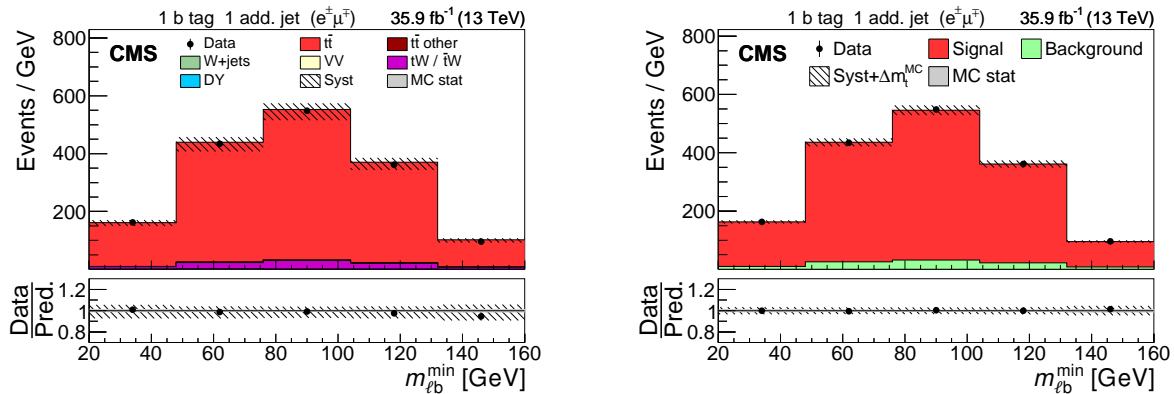 1 b tag 1 add. jet (e±μ∓) 35.9 fb⁻¹ (13 TeV)
CMS
Data tt̄ tt̄ other
W+jets VV tW / t̄W
DY Syst MC stat
Events / GeV
800
600
400
200
Data
Pred.
1.2
1
0.8
20 40 60 80 100 120 140 160
m_ℓb^min [GeV]
1 b tag 1 add. jet (e±μ∓) 35.9 fb⁻¹ (13 TeV)
CMS
Data Signal Background
Syst+Δm_t^MC MC stat
Events / GeV
800
600
400
200
Data
Pred.
1.2
1
0.8
20 40 60 80 100 120 140 160
m_ℓb^min [GeV]